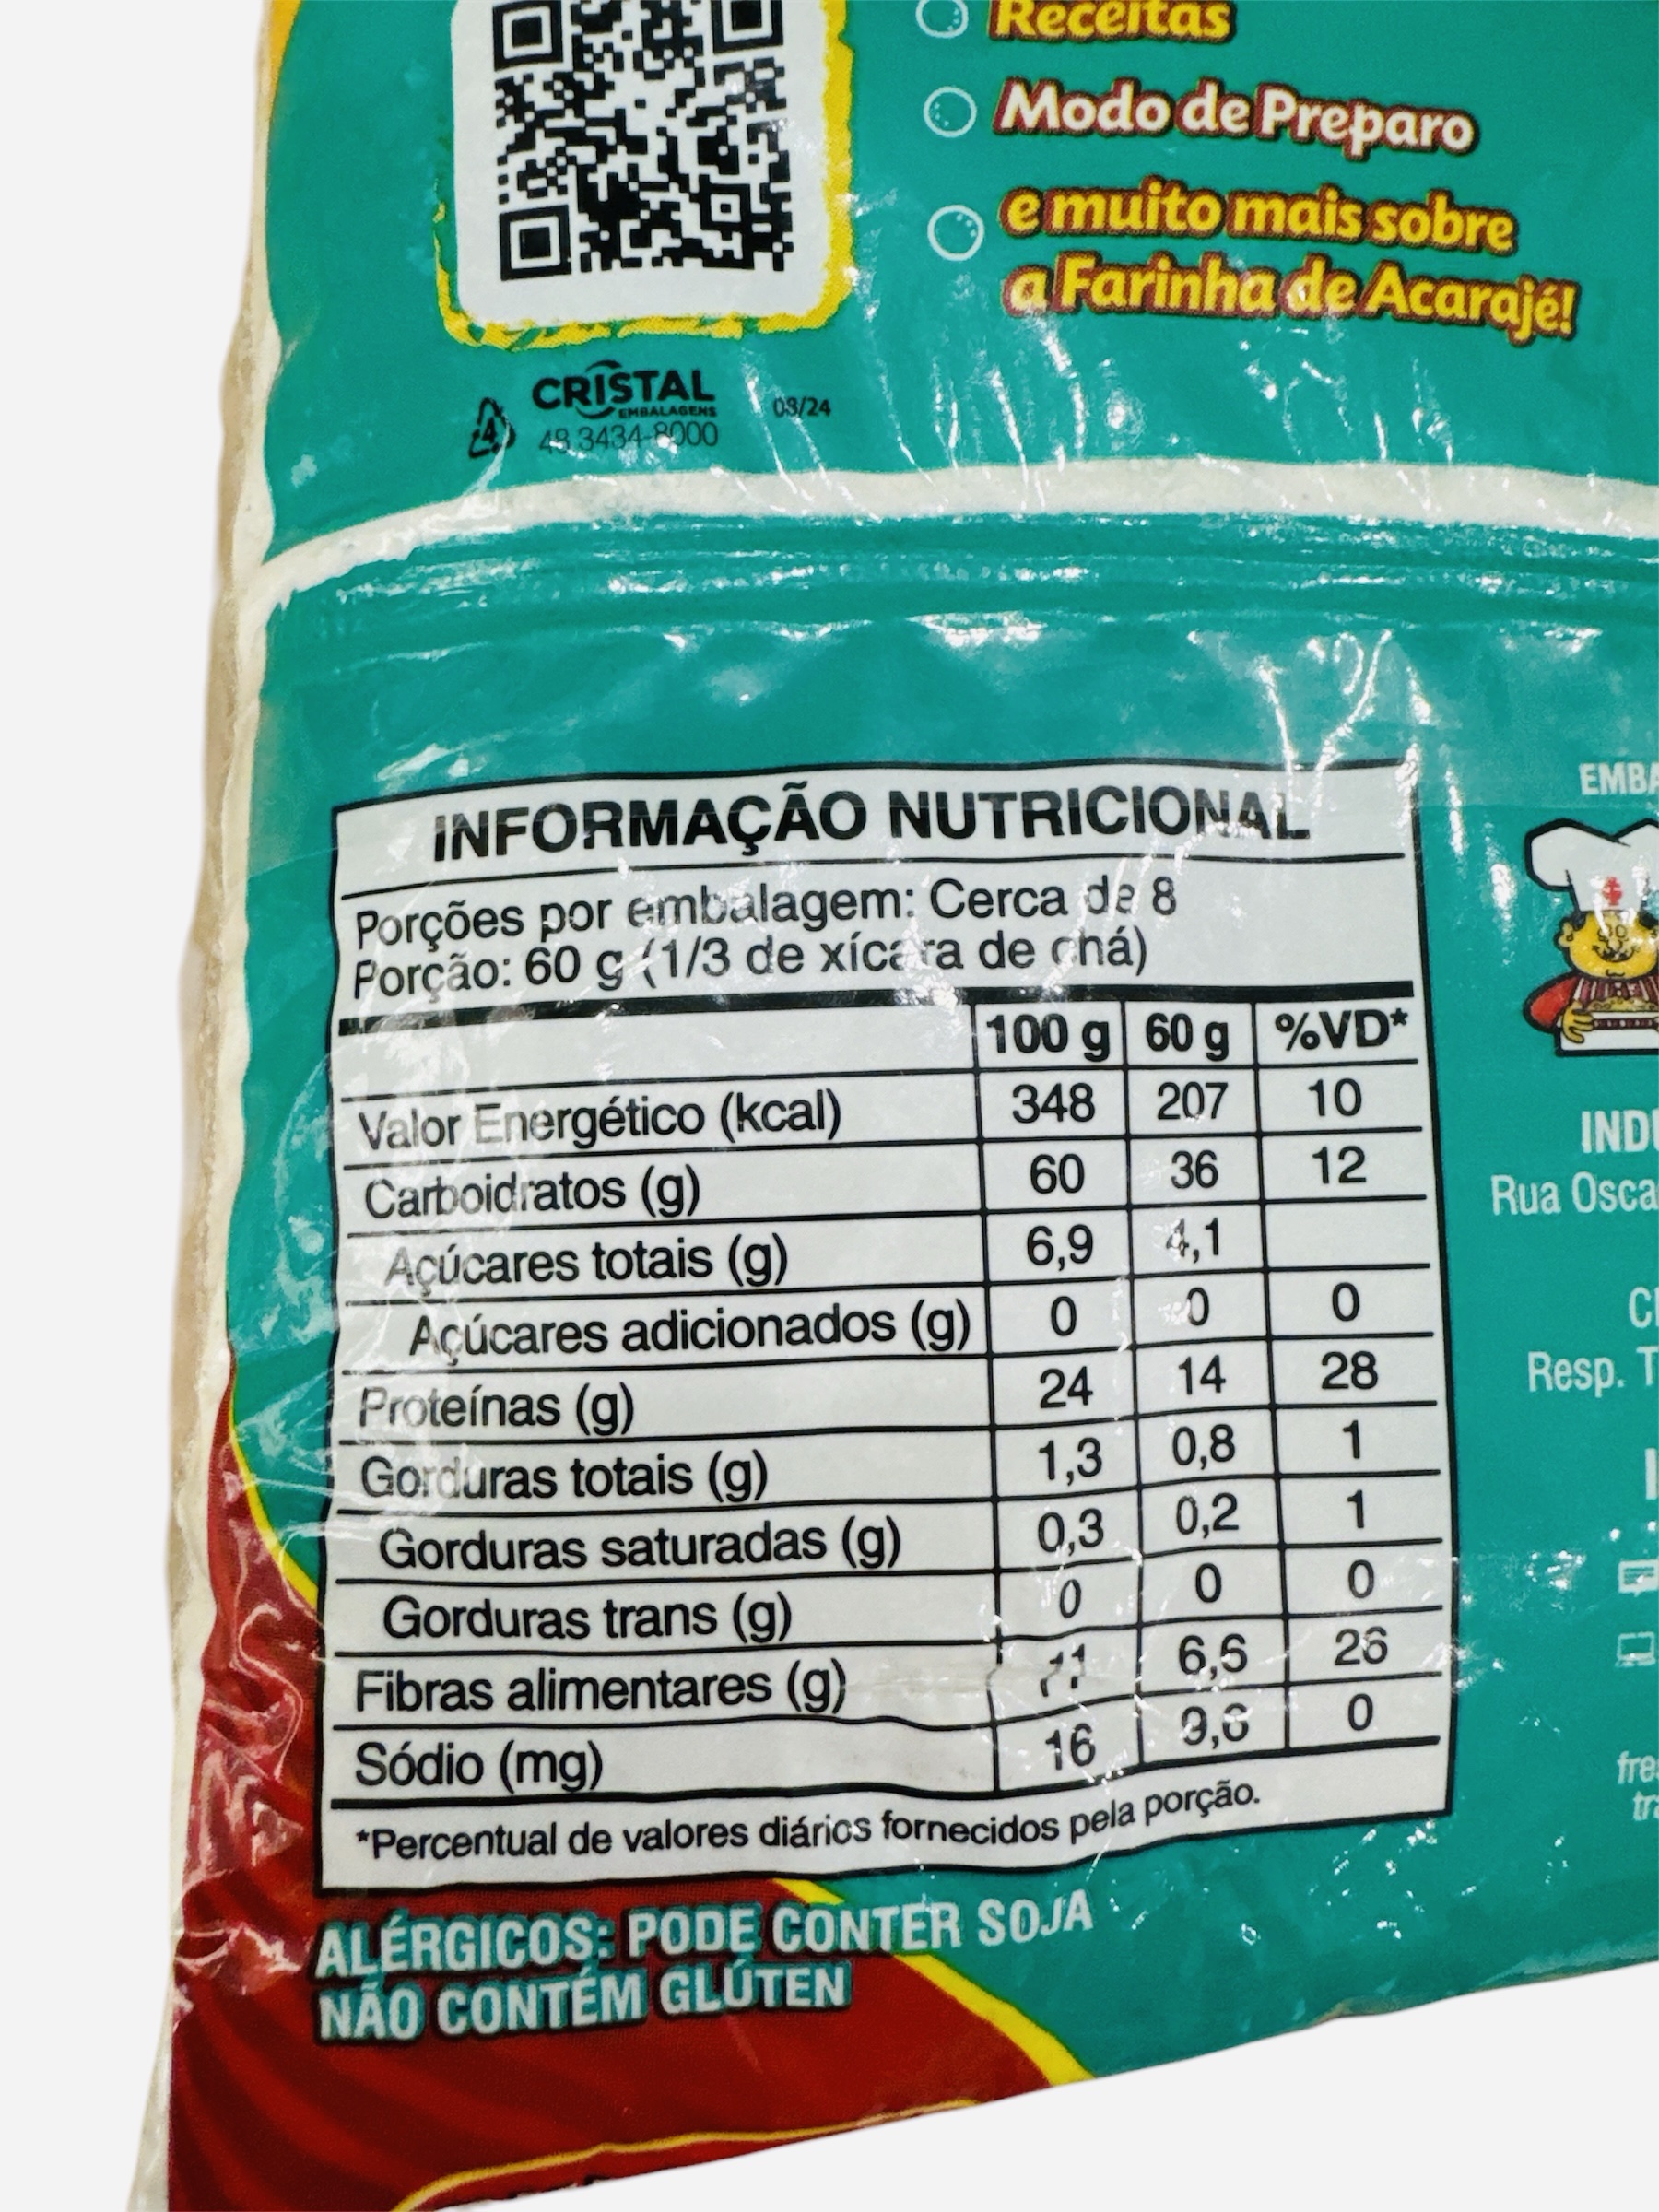 Receitas
Modo de Preparo
e muito mais sobre
a Farinha de Acarajé!
CRISTAL
EMBALAGENS
03/24
4
48 3434-8000
INFORMAÇÃO NUTRICIONAL
Porções por embalagem: Cerca de 8
Porção: 60 g (1/3 de xícara de chá)
100 g 60 g %VD*
Valor Energético (kcal) 348 207 10
Carboidratos (g) 60 36 12
Açúcares totais (g) 6,9 4,1
Açúcares adicionados (g) 0 0 0
Proteínas (g) 24 14 28
Gorduras totais (g) 1,3 0,8 1
Gorduras saturadas (g) 0,3 0,2 1
Gorduras trans (g) 0 0 0
Fibras alimentares (g) 11 6,6 26
Sódio (mg) 16 9,6 0
*Percentual de valores diários fornecidos pela porção.
ALÉRGICOS: PODE CONTER SOJA
NÃO CONTÉM GLÚTEN
EMBA
INDU
Rua Osca
Resp. T